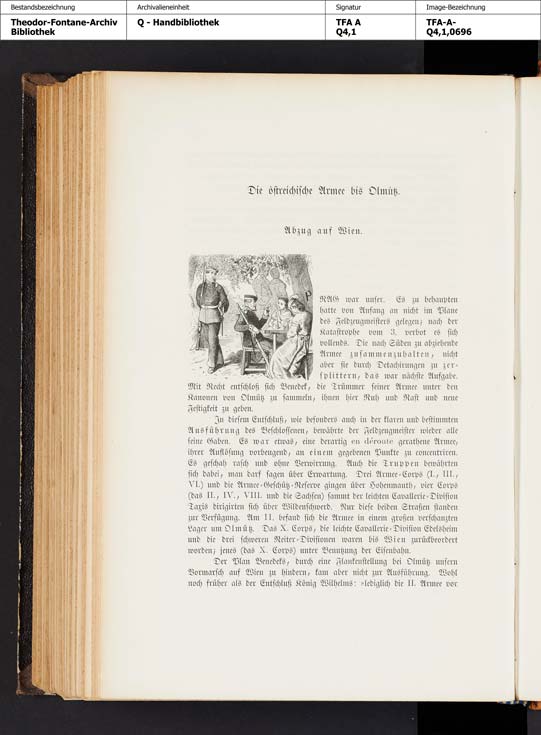 Bestandsbezeichnung Archivalieneinheit Signatur Image-Bezeichnung
Theodor-Fontane-Archiv Q - Handbibliothek TFA A TFA-A-
Bibliothek Q4,1 Q4,1,0696
Die östreichische Armee bis Olmütz.
Abzug auf Wien.
RAG war unser. Es zu behaupten
hatte von Anfang an nicht im Plane
des Feldzeugmeisters gelegen; nach der
Katastrophe vom 3. verbot es sich
vollends. Die nach Süden zu abziehende
Armee zusammenzuhalten, nicht
aber sie durch Detachirungen zu zer-
splittern, das war nächste Aufgabe.
Mit Recht entschloß sich Benedek, die Trümmer seiner Armee unter den
Kanonen von Olmütz zu sammeln, ihnen hier Ruh und Rast und neue
Festigkeit zu geben.
In diesem Entschluß, wie besonders auch in der klaren und bestimmten
Ausführung des Beschlossenen, bewährte der Feldzeugmeister wieder alle
seine Gaben. Es war etwas, eine derartig en déroute gerathene Armee,
ihrer Auflösung vorbeugend, an einem gegebenen Punkte zu concentriren.
Es geschah rasch und ohne Verwirrung. Auch die Truppen bewährten
sich dabei, man darf sagen über Erwartung. Drei Armee-Corps (I., III.,
VI.) und die Armee-Geschütz-Reserve gingen über Hohenmauth, vier Corps
(das II., IV., VIII. und die Sachsen) sammt der leichten Cavallerie-Division
Taxis dirigirten sich über Wildenschwerd. Nur diese beiden Straßen standen
zur Verfügung. Am 11. befand sich die Armee in einem großen verschanzten
Lager um Olmütz. Das X. Corps, die leichte Cavallerie-Division Edelsheim
und die drei schweren Reiter-Divisionen waren bis Wien zurückbeordert
worden; jenes (das X. Corps) unter Benutzung der Eisenbahn.
Der Plan Benedeks, durch eine Flankenstellung bei Olmütz unsern
Vormarsch auf Wien zu hindern, kam aber nicht zur Ausführung. Wohl
noch früher als der Entschluß König Wilhelms: »lediglich die II. Armee vor